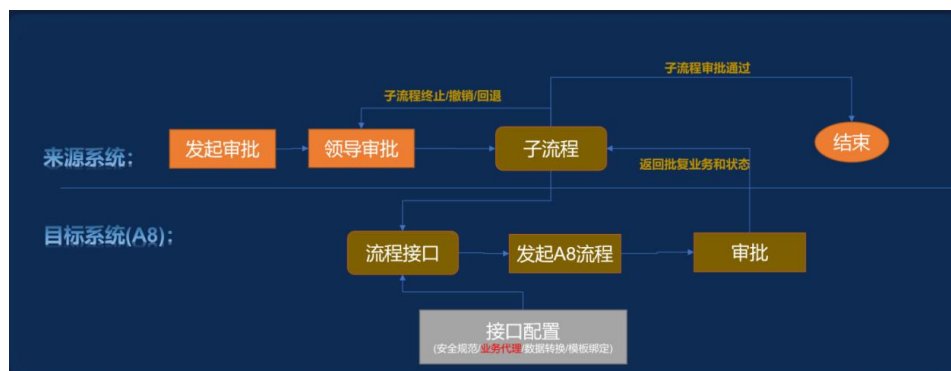 子流程审批通过
子流程终止/撤销/回退
来源系统；
发起审批
领导审批
子流程
结束
返回批复业务和状态
目标系统(A8)；
流程接口
发起A8流程
审批
接口配置
(安全规范/业务代理/数据转换/模板绑定)